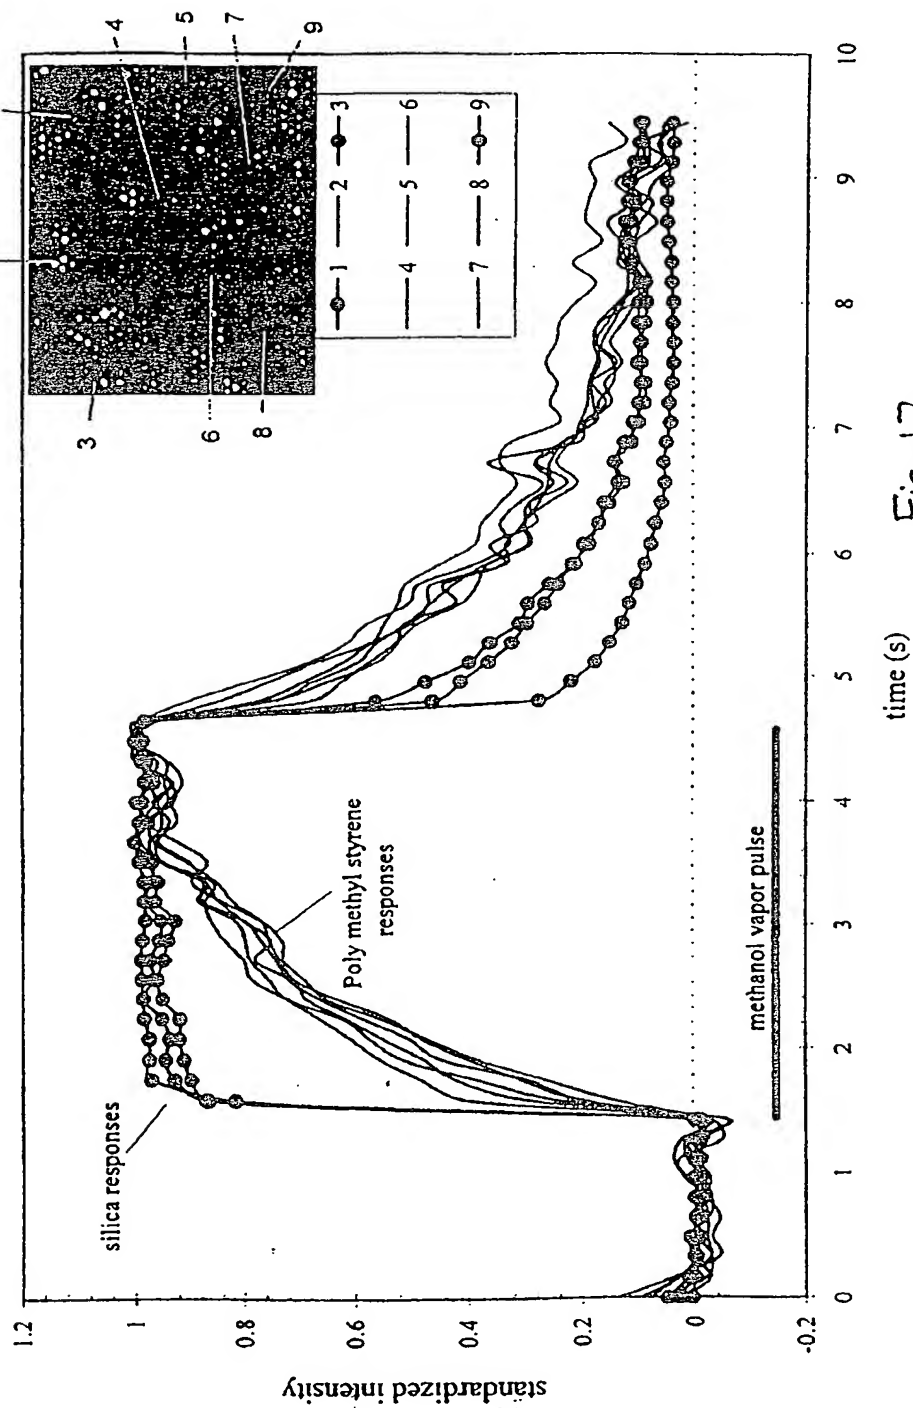 standardized intensity
1.2
1
0.8
0.6
0.4
0.2
0
-0.2
0
1
2
3
4
5
6
7
8
9
10
time (s)
silica responses
Poly methyl styrene
responses
methanol vapor pulse
3
6
8
4
5
7
9
1 2 3
4 5 6
7 8 9